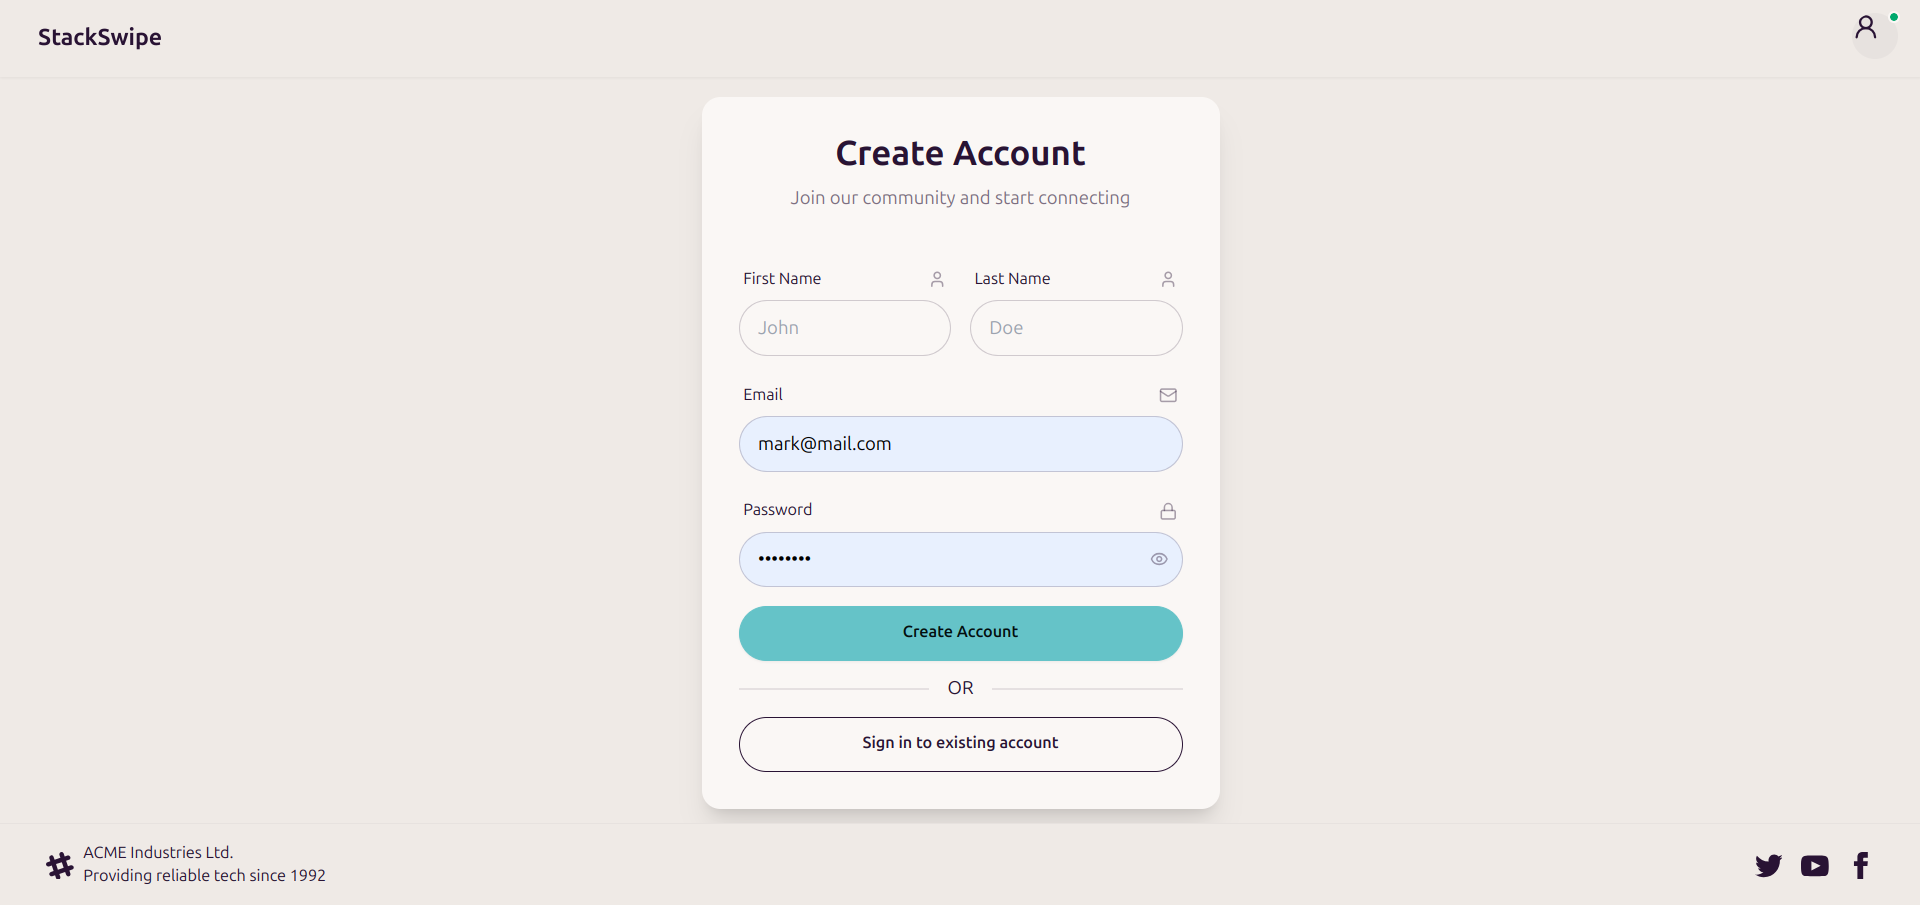 StackSwipe
Create Account
Join our community and start connecting
First Name
Last Name
John
Doe
Email
mark@mail.com
Password
••••••••
Create Account
OR
Sign in to existing account
ACME Industries Ltd.
Providing reliable tech since 1992